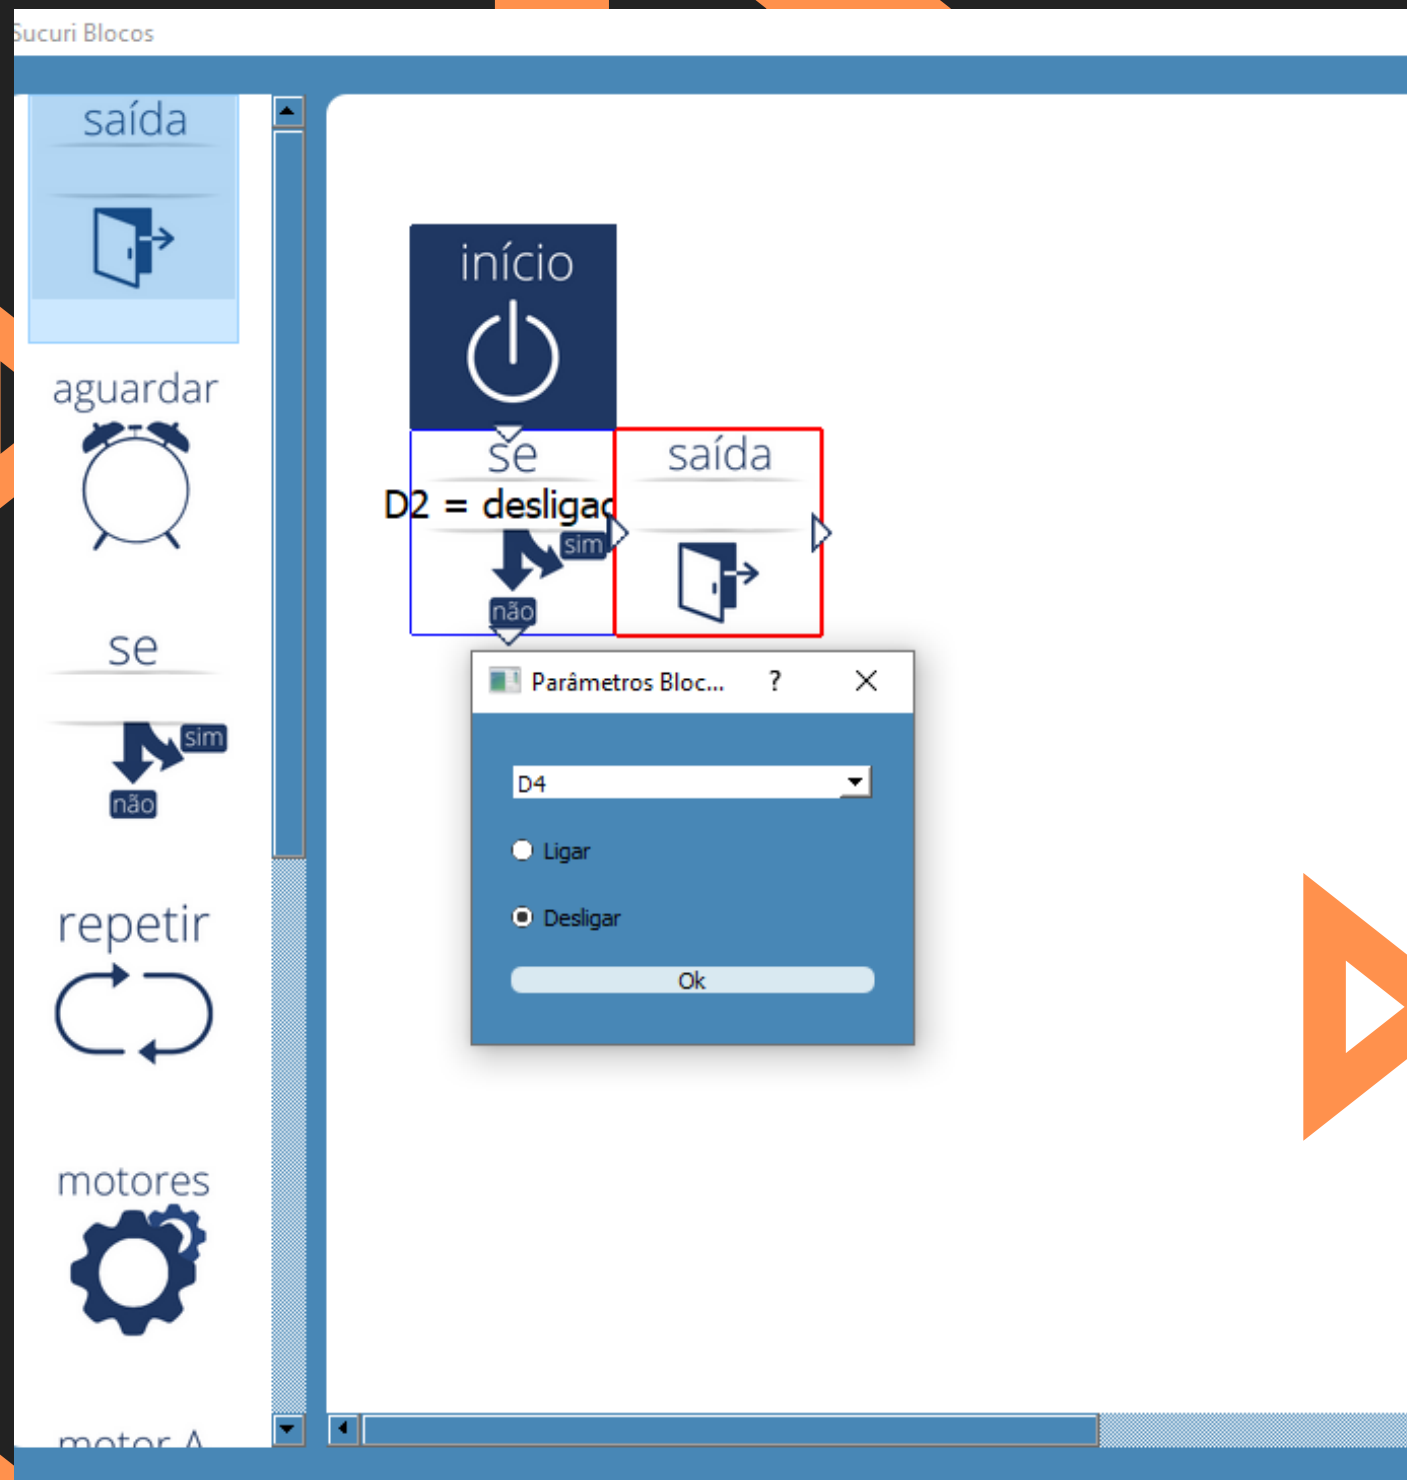 Sucuri Blocos
saída
aguardar
se
sim
não
repetir
motores
motor A
início
se
D2 = desligad
sim
não
saída
Parâmetros Bloc... ?
D4
Ligar
Desligar
Ok